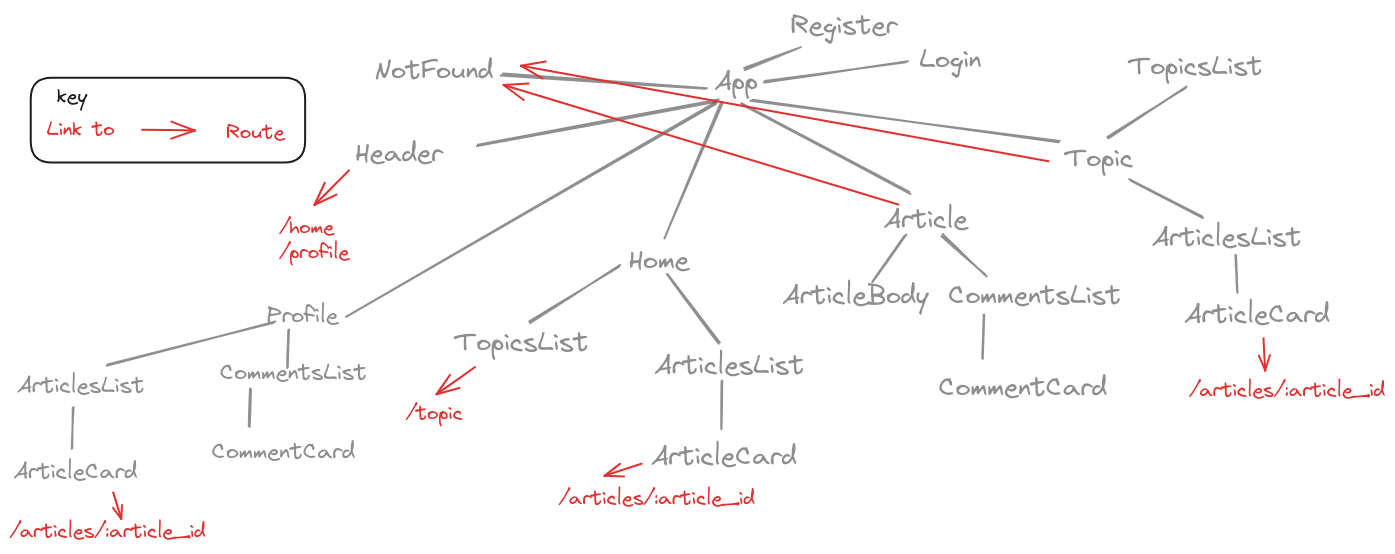 Register
Login
NotFound
App
TopicsList
key
Link to
Route
Header
Topic
/home
/profile
Article
ArticlesList
Home
ArticleBody
CommentsList
Profile
ArticleCard
TopicsList
ArticlesList
CommentsList
ArticlesList
CommentCard
/articles/:article_id
/topic
CommentCard
ArticleCard
ArticleCard
/articles/:article_id
/articles/:article_id